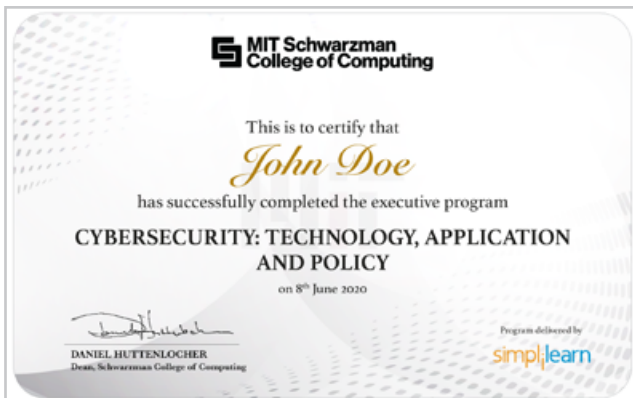 MIT Schwarzman
College of Computing
This is to certify that
John Doe
has successfully completed the executive program
CYBERSECURITY: TECHNOLOGY, APPLICATION
AND POLICY
on 8th June 2020
DANIEL HUTTENLOCHER
Dean, Schwarzman College of Computing
Program delivered by
simplilearn